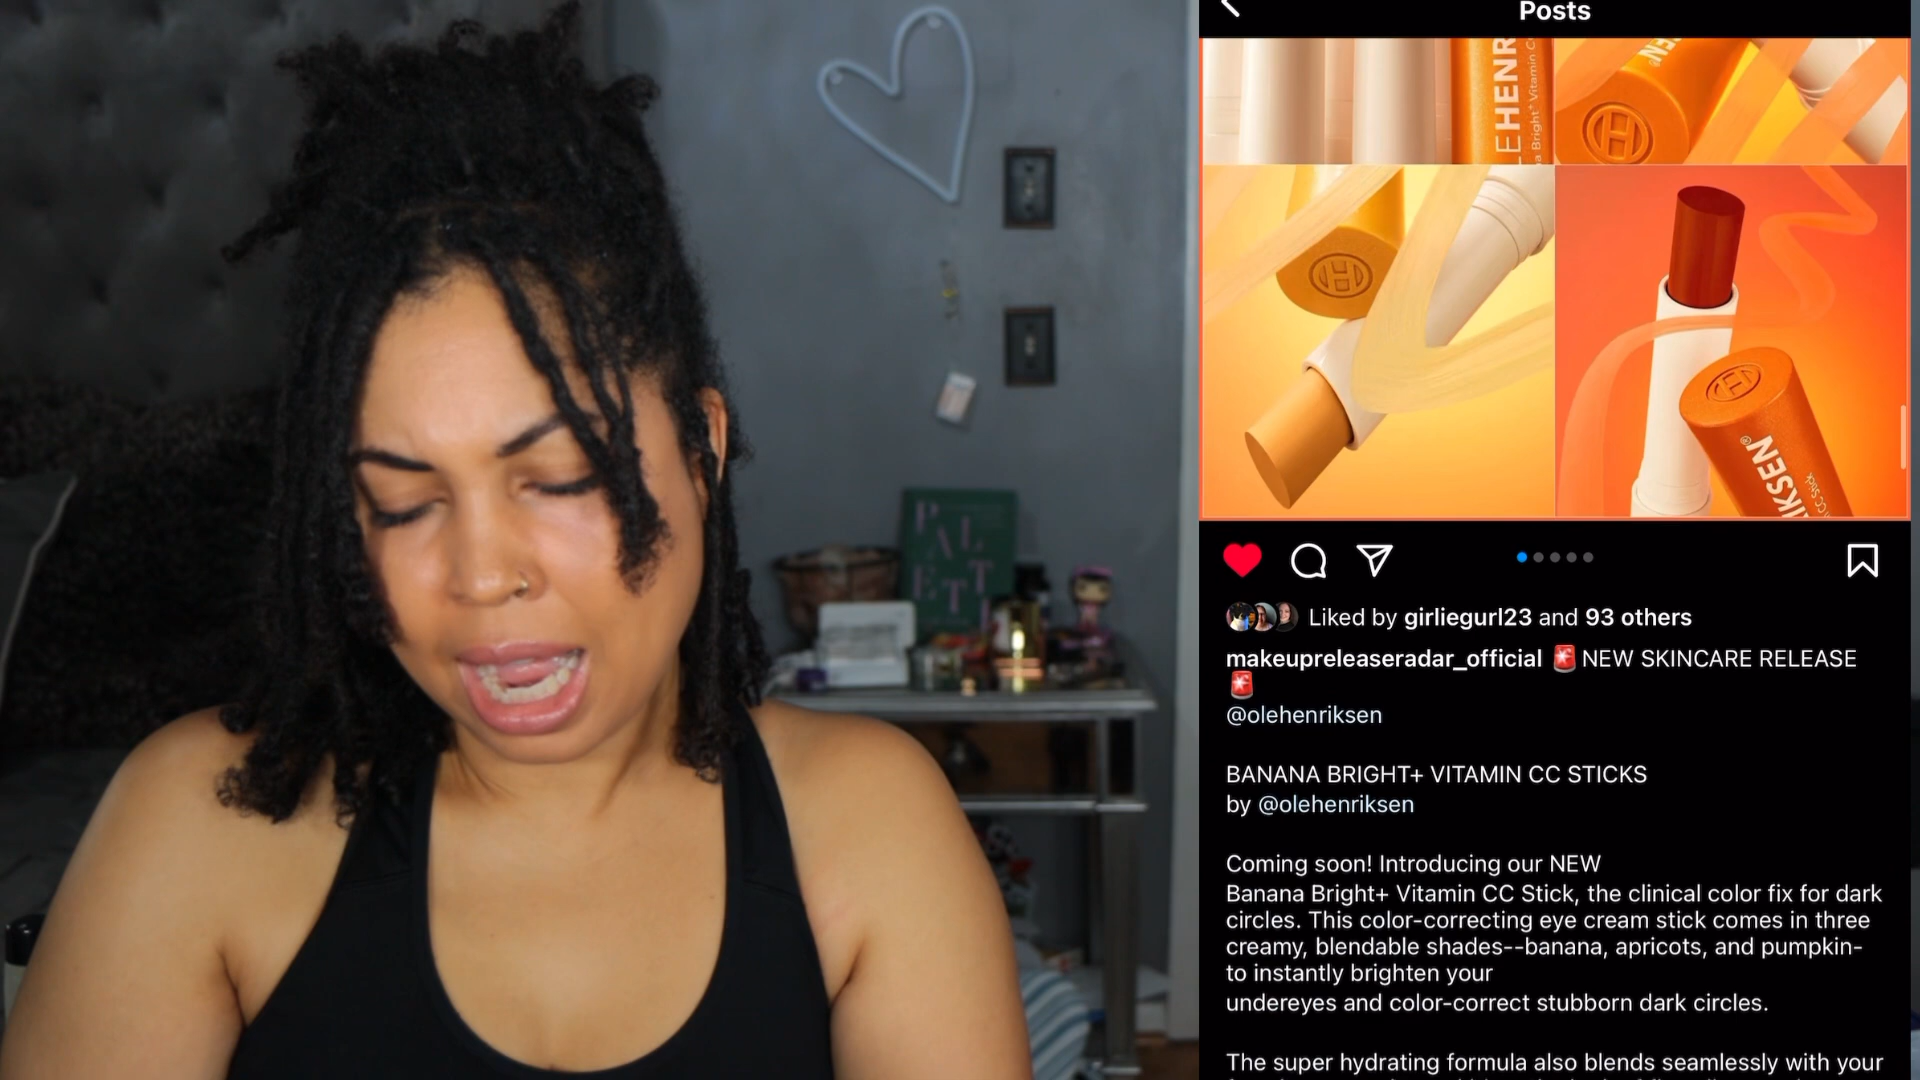 Posts
LEHENR
a Bright+ Vitamin C
SEN®
IKSEN®
CC Stick
PALETTE
Liked by girliegurl23 and 93 others
makeupreleaseradar_official 🚨NEW SKINCARE RELEASE
🚨
@olehenriksen
BANANA BRIGHT+ VITAMIN CC STICKS
by @olehenriksen
Coming soon! Introducing our NEW
Banana Bright+ Vitamin CC Stick, the clinical color fix for dark
circles. This color-correcting eye cream stick comes in three
creamy, blendable shades--banana, apricots, and pumpkin-
to instantly brighten your
undereyes and color-correct stubborn dark circles.
The super hydrating formula also blends seamlessly with your